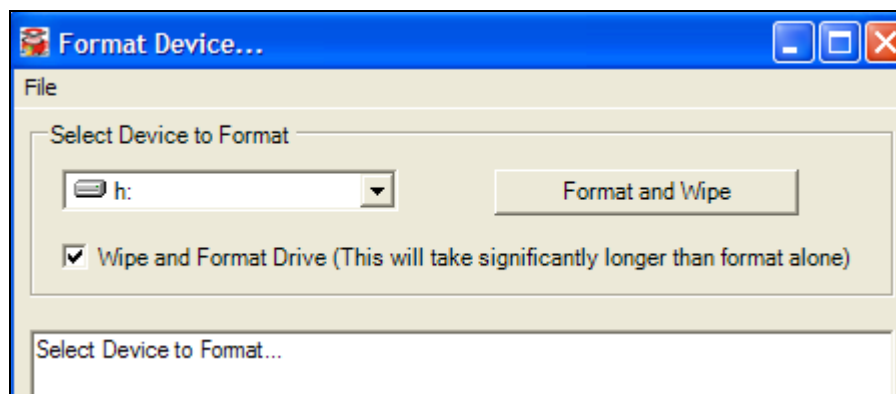 Format Device...
File
Select Device to Format
h:
Format and Wipe
Wipe and Format Drive (This will take significantly longer than format alone)
Select Device to Format...